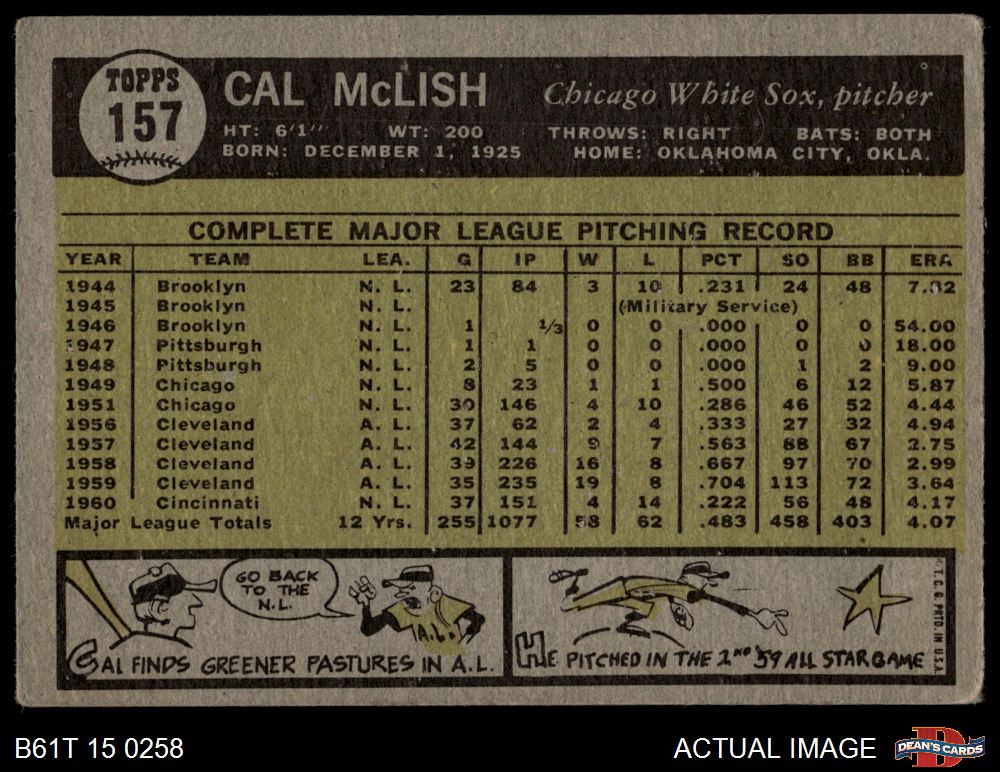 TOPPS
157
CAL McLISH Chicago White Sox, pitcher
HT: 6'1" WT: 200 THROWS: RIGHT BATS: BOTH
BORN: DECEMBER 1, 1925 HOME: OKLAHOMA CITY, OKLA.
COMPLETE MAJOR LEAGUE PITCHING RECORD
YEAR TEAM LEA. G IP W L PCT SO BB ERA
1944 Brooklyn N. L. 23 84 3 10 .231 24 48 7.82
1945 Brooklyn N. L. (Military Service)
1946 Brooklyn N. L. 1 1/3 0 0 .000 0 0 54.00
1947 Pittsburgh N. L. 1 1 0 0 .000 0 0 18.00
1948 Pittsburgh N. L. 2 5 0 0 .000 1 2 9.00
1949 Chicago N. L. 8 23 1 1 .500 6 12 5.87
1951 Chicago N. L. 30 146 4 10 .286 46 52 4.44
1956 Cleveland A. L. 37 62 2 4 .333 27 32 4.94
1957 Cleveland A. L. 42 144 9 7 .563 88 67 2.75
1958 Cleveland A. L. 39 226 16 8 .667 97 70 2.99
1959 Cleveland A. L. 35 235 19 8 .704 113 72 3.64
1960 Cincinnati N. L. 37 151 4 14 .222 56 48 4.17
Major League Totals 12 Yrs. 255 1077 58 62 .483 458 403 4.07
GO BACK
TO THE
N.L.
A.L.
CAL FINDS GREENER PASTURES IN A.L.
HE PITCHED IN THE 2ND '59 ALL STAR GAME
© T. C. G. PRTD. IN U.S.A.
B61T 15 0258
ACTUAL IMAGE
DEAN'S CARDS